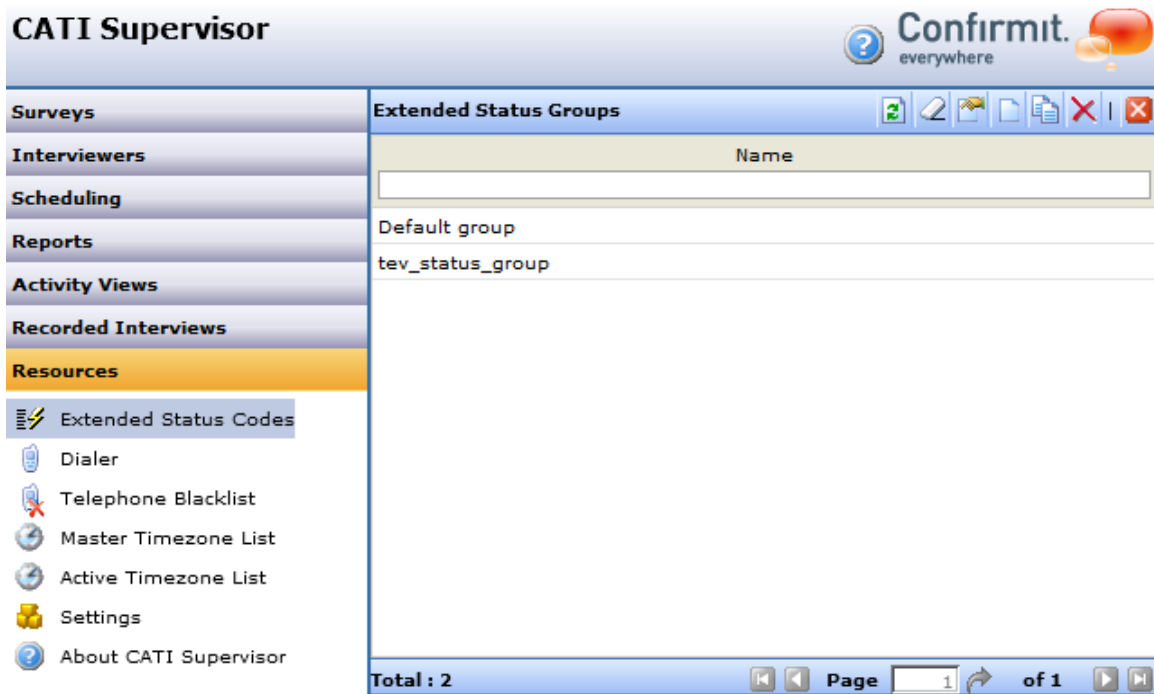 CATI Supervisor
Confirmit.
everywhere
Surveys
Interviewers
Scheduling
Reports
Activity Views
Recorded Interviews
Resources
Extended Status Codes
Dialer
Telephone Blacklist
Master Timezone List
Active Timezone List
Settings
About CATI Supervisor
Extended Status Groups
Name
Default group
tev_status_group
Total : 2
Page 1 of 1